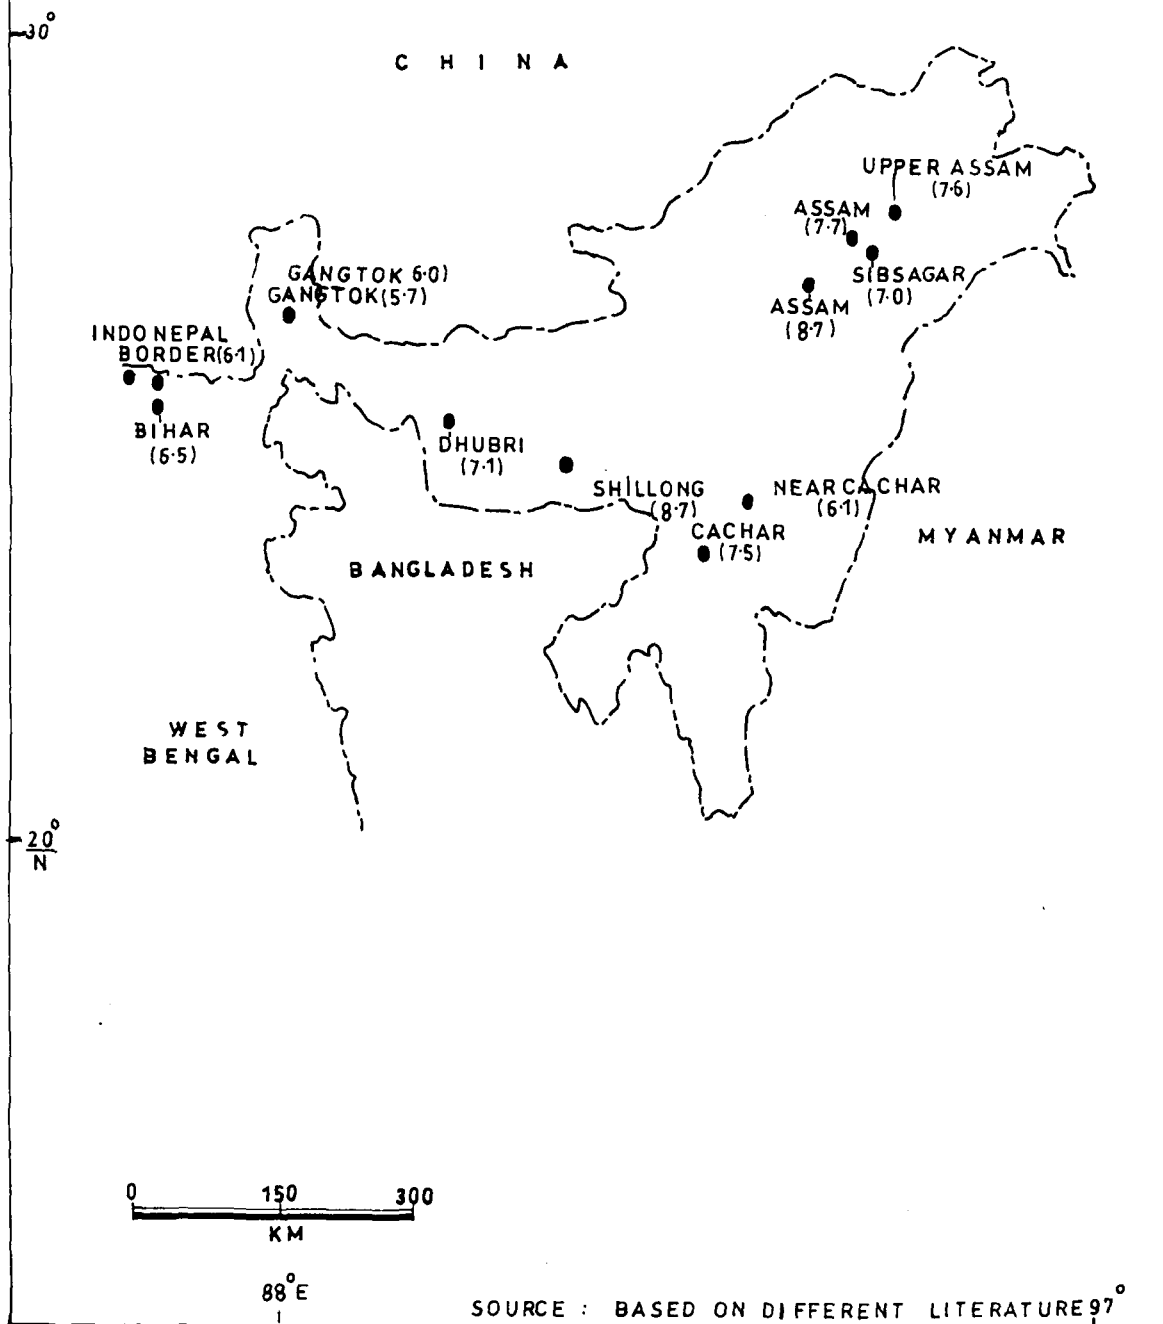 30°
C H I N A
UPPER ASSAM
(7·6)
ASSAM
(7·7)
SIBSAGAR
(7·0)
ASSAM
(8·7)
GANGTOK 6·0)
GANGTOK(5·7)
INDO NEPAL
BORDER(6·1)
BIHAR
(6·5)
DHUBRI
(7·1)
SHILLONG
(8·7)
NEAR CACHAR
(6·1)
CACHAR
(7·5)
MYANMAR
BANGLADESH
WEST
BENGAL
20°
N
0 150 300
KM
88°E
SOURCE : BASED ON DIFFERENT LITERATURE 97°